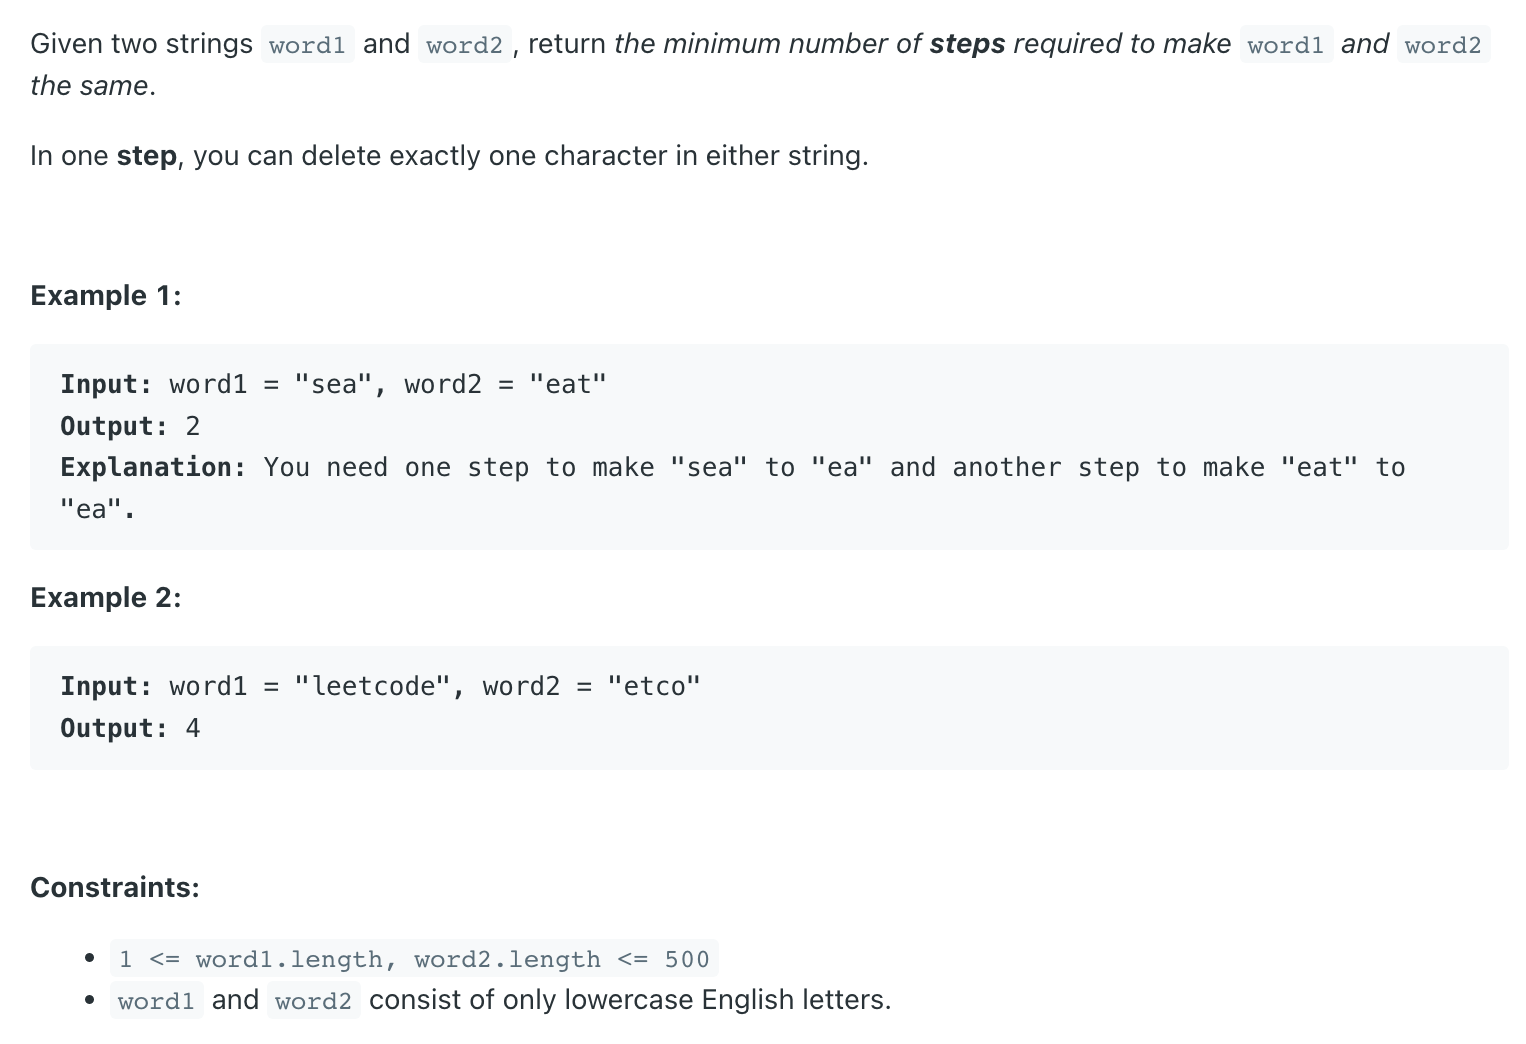 Given two strings word1 and word2, return the minimum number of steps required to make word1 and word2
the same.
In one step, you can delete exactly one character in either string.
Example 1:
Input: word1 = "sea", word2 = "eat"
Output: 2
Explanation: You need one step to make "sea" to "ea" and another step to make "eat" to
"ea".
Example 2:
Input: word1 = "leetcode", word2 = "etco"
Output: 4
Constraints:
• 1 <= word1.length, word2.length <= 500
• word1 and word2 consist of only lowercase English letters.